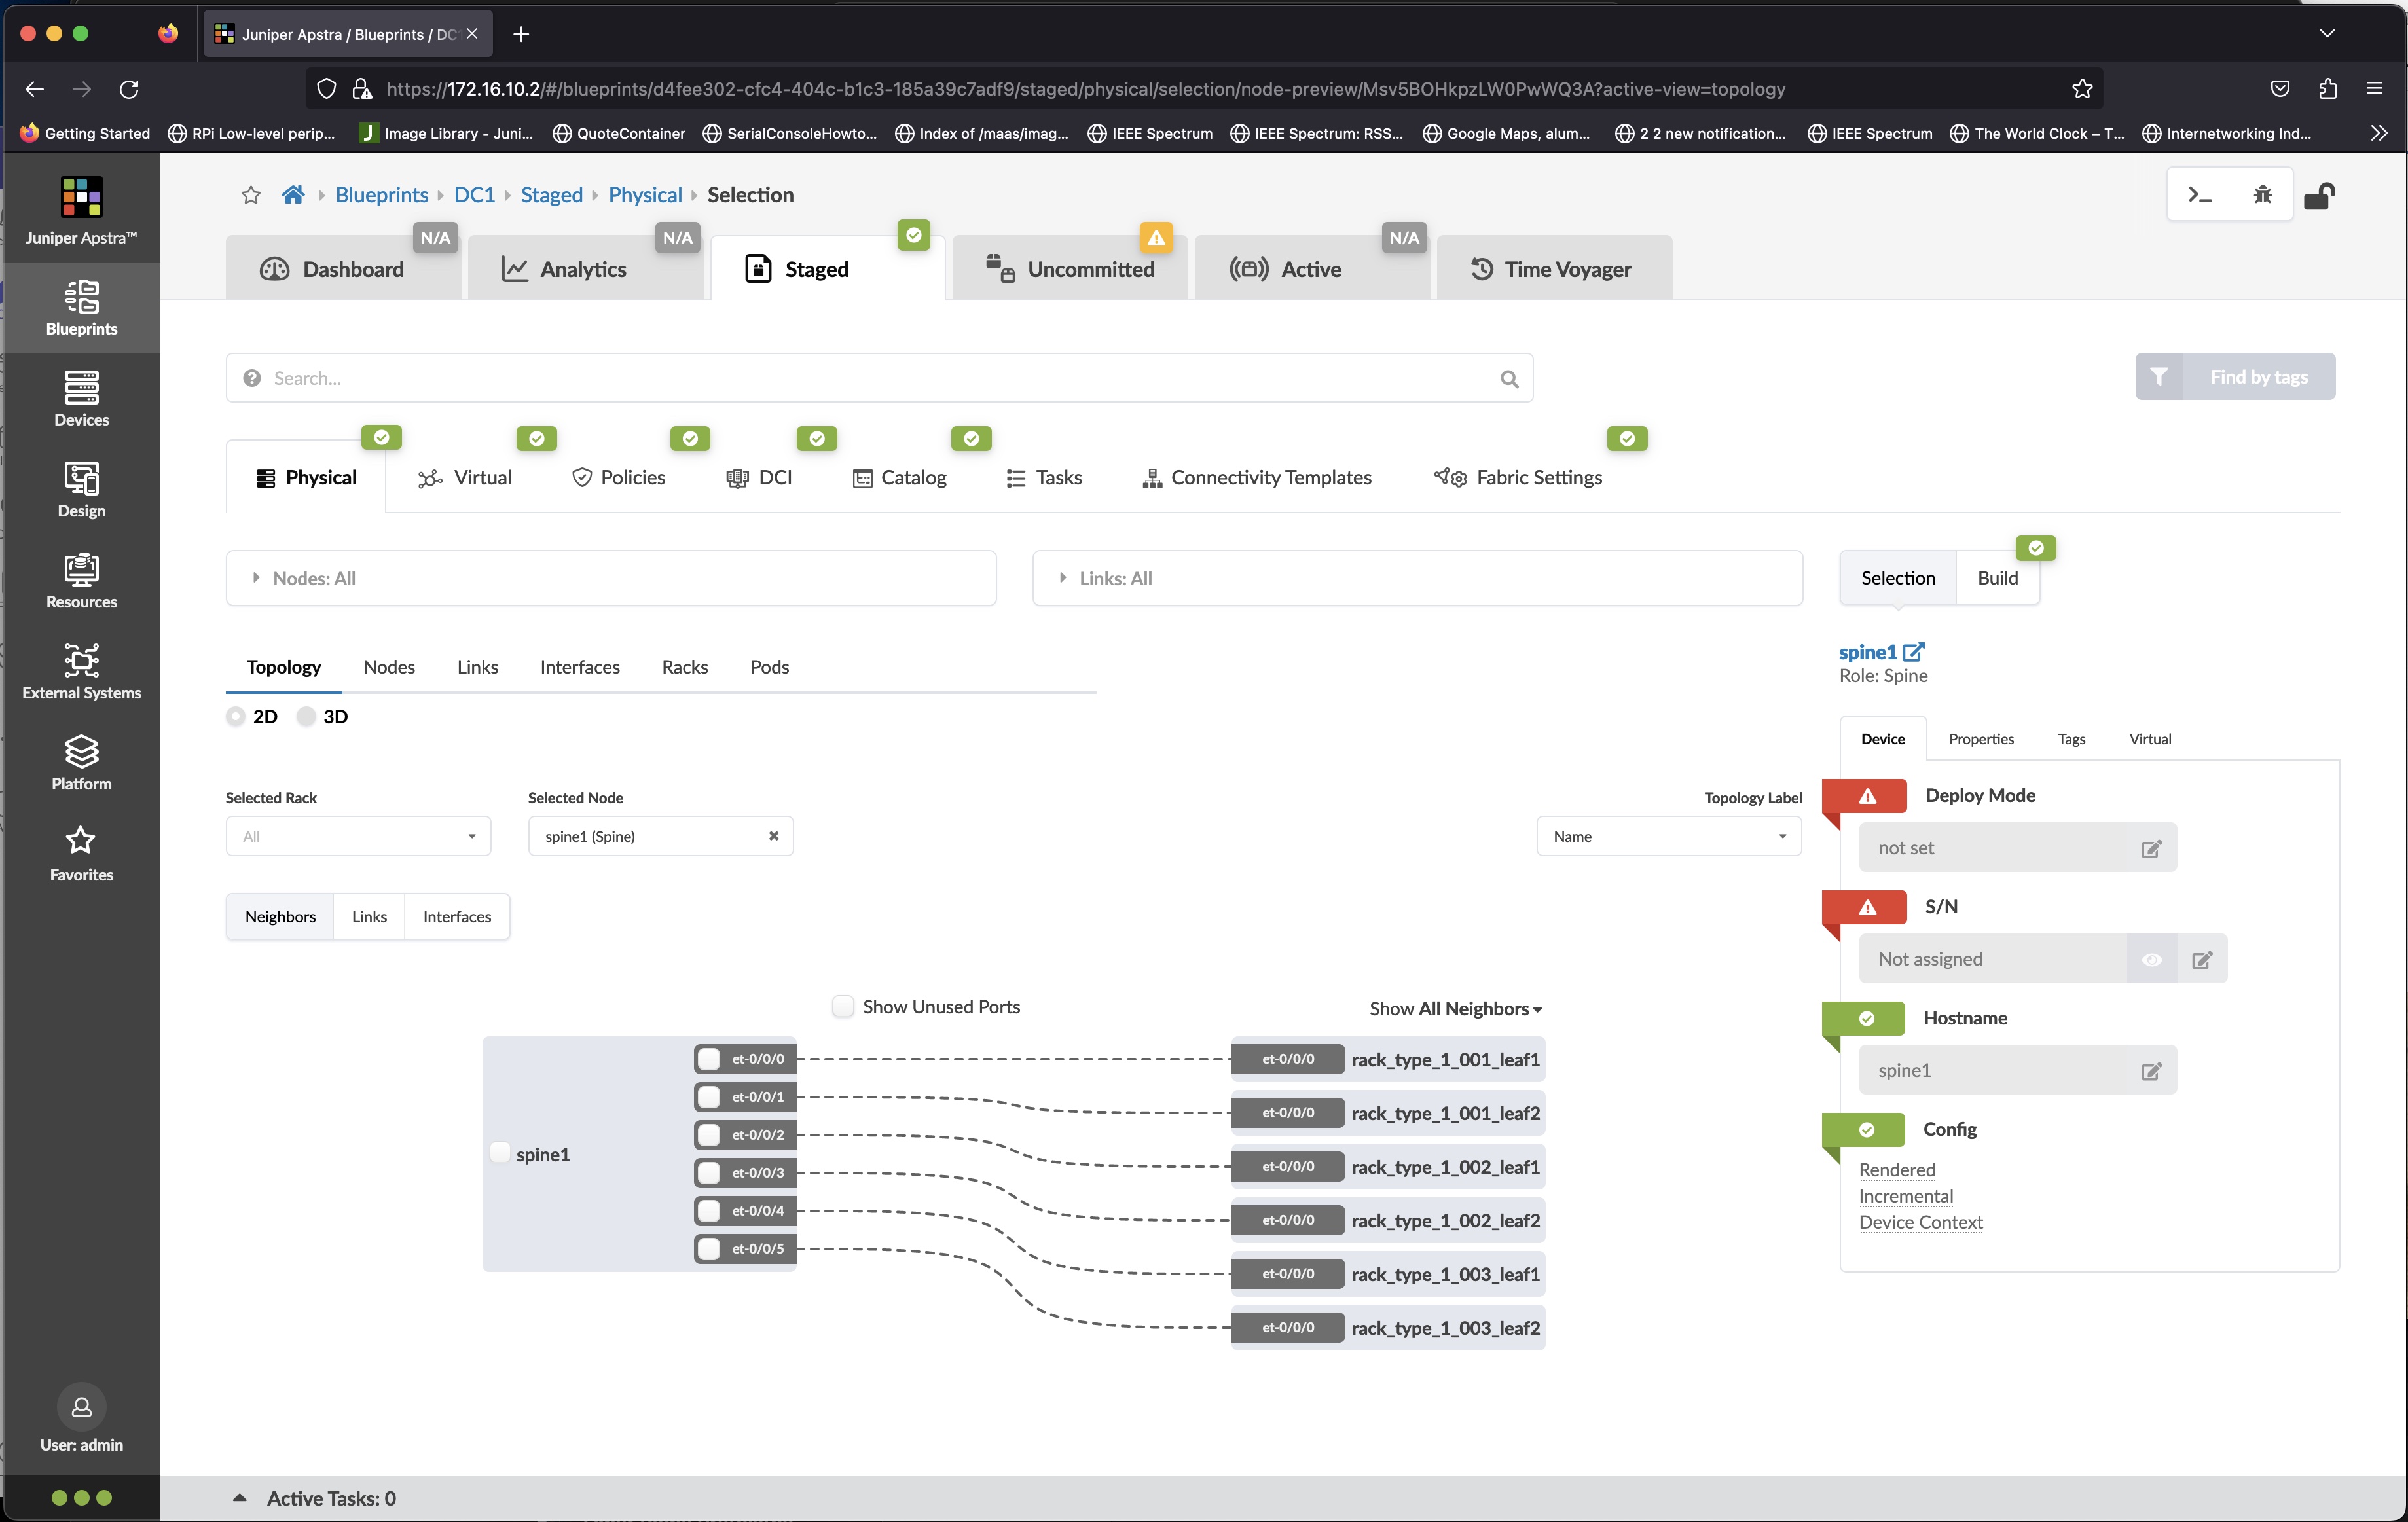 Juniper Apstra / Blueprints / DC
https://172.16.10.2/#/blueprints/d4fee302-cfc4-404c-b1c3-185a39c7adf9/staged/physical/selection/node-preview/Msv5BOHkpzLW0PwWQ3A?active-view=topology
Getting Started RPi Low-level perip... Image Library - Juni... QuoteContainer SerialConsoleHowto... Index of /maas/imag... IEEE Spectrum IEEE Spectrum: RSS... Google Maps, alum... 2 2 new notification... IEEE Spectrum The World Clock – T... Internetworking Ind...
Juniper Apstra™
Blueprints
Devices
Design
Resources
External Systems
Platform
Favorites
User: admin
Blueprints DC1 Staged Physical Selection
N/A N/A N/A
Dashboard Analytics Staged Uncommitted Active Time Voyager
Search... Find by tags
Physical Virtual Policies DCI Catalog Tasks Connectivity Templates Fabric Settings
Nodes: All Links: All Selection Build
Topology Nodes Links Interfaces Racks Pods
2D 3D
Selected Rack Selected Node Topology Label
All spine1 (Spine) Name
Neighbors Links Interfaces
Show Unused Ports Show All Neighbors
spine1
et-0/0/0 et-0/0/0 rack_type_1_001_leaf1
et-0/0/1 et-0/0/0 rack_type_1_001_leaf2
et-0/0/2 et-0/0/0 rack_type_1_002_leaf1
et-0/0/3 et-0/0/0 rack_type_1_002_leaf2
et-0/0/4 et-0/0/0 rack_type_1_003_leaf1
et-0/0/5 et-0/0/0 rack_type_1_003_leaf2
spine1
Role: Spine
Device Properties Tags Virtual
Deploy Mode
not set
S/N
Not assigned
Hostname
spine1
Config
Rendered
Incremental
Device Context
Active Tasks: 0